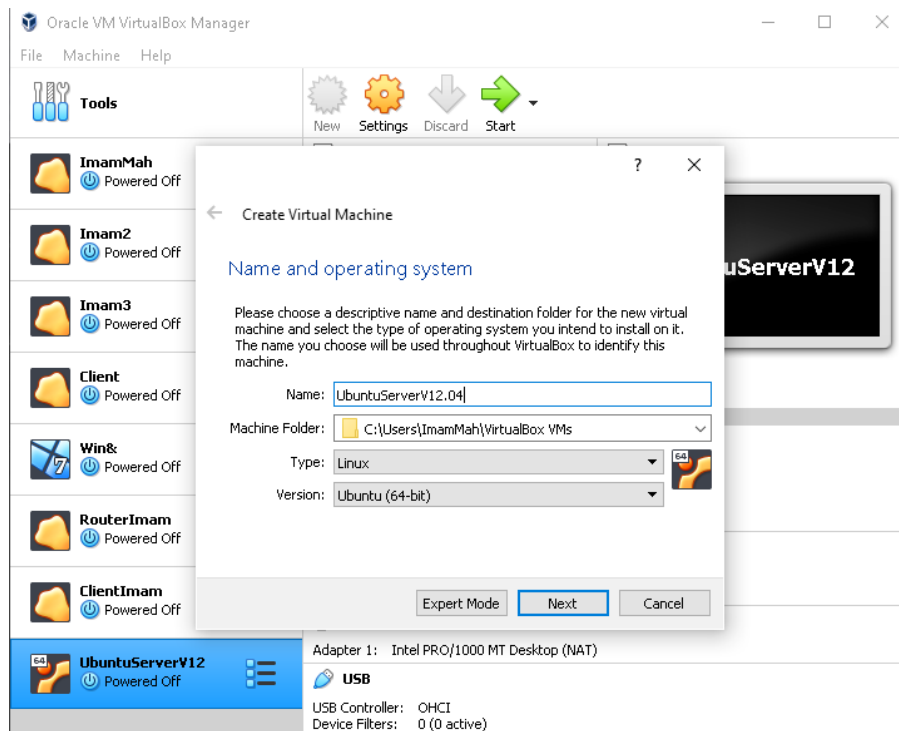 Oracle VM VirtualBox Manager
File Machine Help
Tools
New Settings Discard Start
ImamMah
Powered Off
Imam2
Powered Off
Imam3
Powered Off
Client
Powered Off
Win&
7
Powered Off
RouterImam
Powered Off
ClientImam
Powered Off
64
UbuntuServerV12
Powered Off
?
Create Virtual Machine
Name and operating system
Please choose a descriptive name and destination folder for the new virtual
machine and select the type of operating system you intend to install on it.
The name you choose will be used throughout VirtualBox to identify this
machine.
Name: UbuntuServerV12.04
Machine Folder: C:\Users\ImamMah\VirtualBox VMs
Type: Linux
64
Version: Ubuntu (64-bit)
Expert Mode Next Cancel
uServerV12
Adapter 1: Intel PRO/1000 MT Desktop (NAT)
USB
USB Controller: OHCI
Device Filters: 0 (0 active)